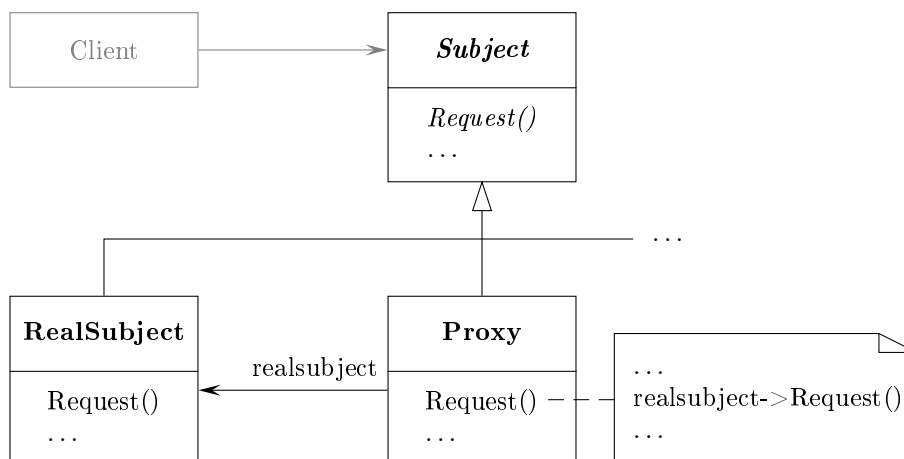 Client
Subject
Request()
...
...
RealSubject
Request()
...
realsubject
Proxy
Request()
...
...
realsubject->Request()
...